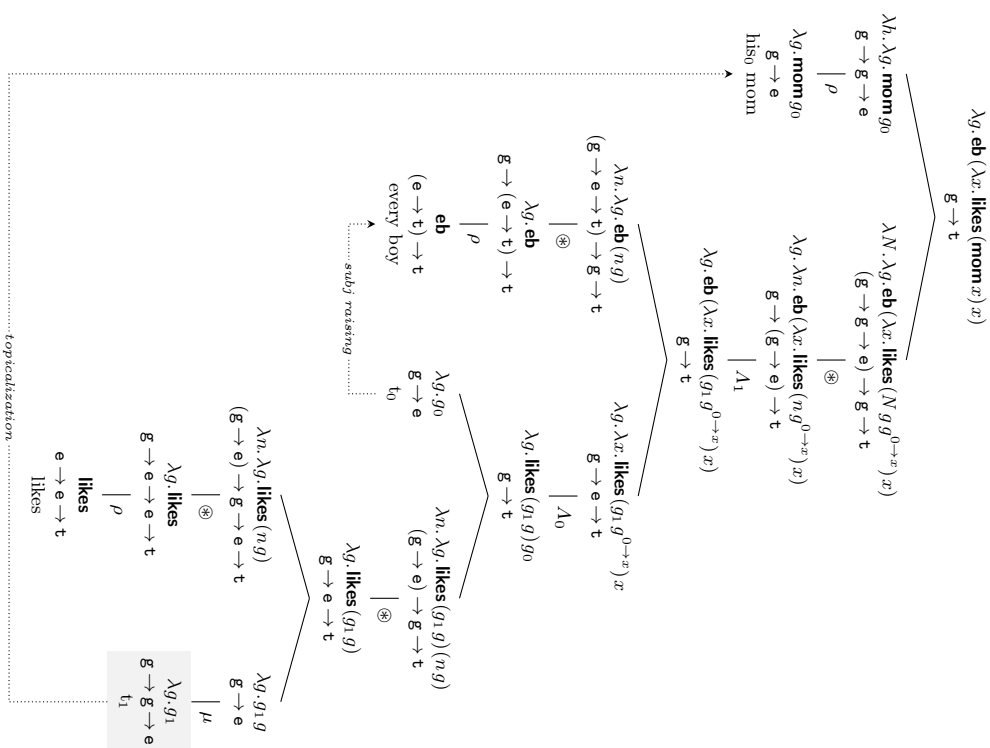 λg. eb (λx. likes (mom x) x)
g → t
λh. λg. mom g₀
g → g → e
ρ
λg. mom g₀
g → e
his₀ mom
λN. λg. eb (λx. likes (N g g⁰→ˣ) x)
(g → g → e) → g → t
⊛
λg. λn. eb (λx. likes (n g⁰→ˣ) x)
g → (g → e) → t
Λ₁
λg. eb (λx. likes (g₁ g⁰→ˣ) x)
g → t
λn. λg. eb (n g)
(g → e → t) → g → t
⊛
λg. eb
g → (e → t) → t
ρ
eb
(e → t) → t
every boy
λg. λx. likes (g₁ g⁰→ˣ) x
g → e → t
Λ₀
λg. likes (g₁ g) g₀
g → t
λg. g₀
g → e
t₀
subj raising
λn. λg. likes (g₁ g) (n g)
(g → e) → g → t
⊛
λg. likes (g₁ g)
g → e → t
λn. λg. likes (n g)
(g → e) → g → e → t
⊛
λg. likes
g → e → e → t
ρ
likes
e → e → t
likes
λg. g₁ g
g → e
μ
λg. g₁
g → g → e
t₁
topicalization